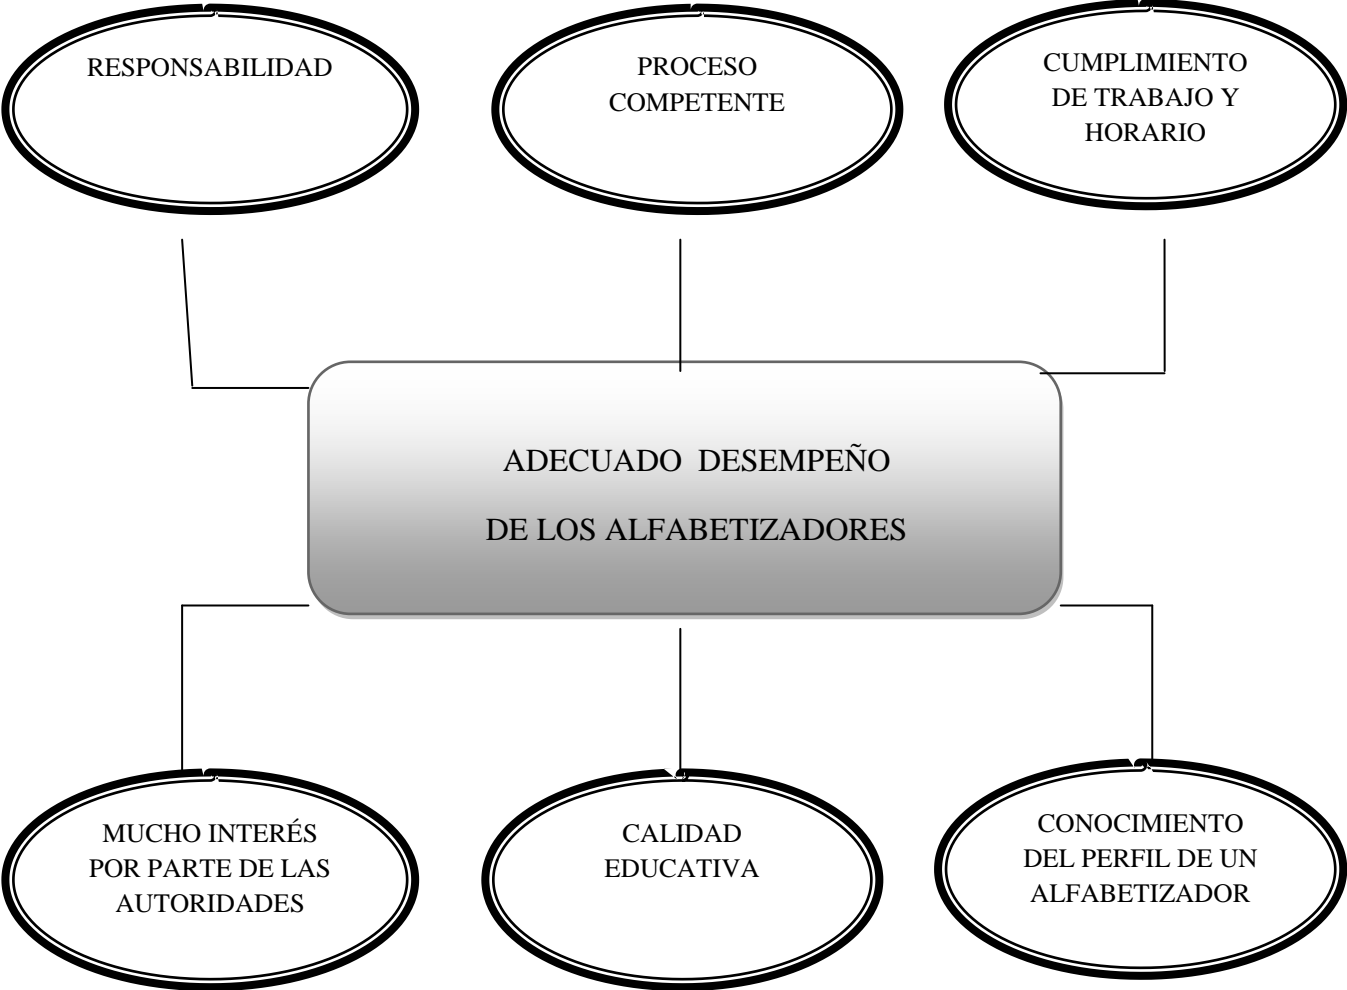 RESPONSABILIDAD
PROCESO
COMPETENTE
CUMPLIMIENTO
DE TRABAJO Y
HORARIO
ADECUADO DESEMPEÑO
DE LOS ALFABETIZADORES
MUCHO INTERÉS
POR PARTE DE LAS
AUTORIDADES
CALIDAD
EDUCATIVA
CONOCIMIENTO
DEL PERFIL DE UN
ALFABETIZADOR